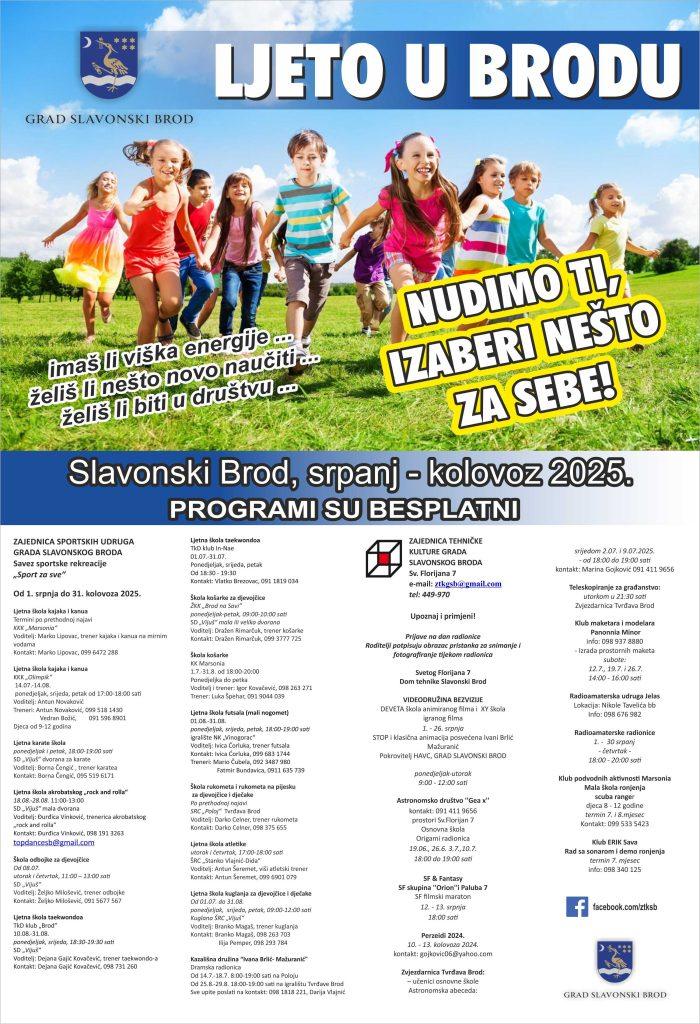 GRAD SLAVONSKI BROD
LJETO U BRODU
imaš li viška energije ...
želiš li nešto novo naučiti ...
želiš li biti u društvu ...
NUDIMO TI,
IZABERI NEŠTO
ZA SEBE!
Slavonski Brod, srpanj - kolovoz 2025.
PROGRAMI SU BESPLATNI
ZAJEDNICA SPORTSKIH UDRUGA
GRADA SLAVONSKOG BRODA
Savez sportske rekreacije
„Sport za sve“
Od 1. srpnja do 31. kolovoza 2025.
Ljetna škola kajaka i kanua
Termini po prethodnoj najavi
KKK „Marsonia“
Voditelj: Marko Lipovac, trener kajaka i kanua na mirnim
vodama
Kontakt: Marko Lipovac, 099 6472 288
Ljetna škola kajaka i kanua
KKK „Olimpik“
14.07.-14.08.
ponedjeljak, srijeda, petak od 17:00-18:00 sati
Voditelj: Antun Novaković
Treneri: Antun Novaković, 099 518 1430
Vedran Božić, 091 596 8901
Djeca od 9-12 godina
Ljetna karate škola
ponedjeljak i petak, 18:00-19:00 sati
SD „Vijuš“ dvorana za karate
Voditelj: Borna Čengić , trener karatea
Kontakt: Borna Čengić, 095 519 6171
Ljetna škola akrobatskog „rock and rolla“
18.08.-28.08. 11:00-13:00
SD „Vijuš“ mala dvorana
Voditelj: Đurđica Vinković, trenerica akrobatskog
„rock and rolla“
Kontakt: Đurđica Vinković, 098 191 3263
topdancesb@gmail.com
Škola odbojke za djevojčice
Od 08.07.
utorak i četvrtak, 11:00 – 13:00 sati
SD „Vijuš“
Voditelj: Željko Milošević, trener odbojke
Kontakt: Željko Milošević, 091 5677 567
Ljetna škola taekwondoa
TkD klub „Brod“
10.08.-31.08.
ponedjeljak, srijeda, 18:30-19:30 sati
SD „Vijuš“
Voditelj: Dejana Gajić Kovačević, trener taekwondo-a
Kontakt: Dejana Gajić Kovačević, 098 731 260
Ljetna škola taekwondoa
TkD klub In-Nae
01.07.-31.07.
Ponedjeljak, srijeda, petak
Od 18:30 - 19:30
Kontakt: Vlatko Brezovac, 091 1819 034
Škola košarke za djevojčice
ŽKK „Brod na Savi“
ponedjeljak-petak, 09:00-10:00 sati
SD „Vijuš“ mala ili velika dvorana
Voditelj: Dražen Rimarčuk, trener košarke
Kontakt: Dražen Rimarčuk, 099 3777 725
Škola košarke
KK Marsonia
1.7.-31.8. od 18:00-20:00
Ponedjeljka do petka
Voditelj i trener: Igor Kovačević, 098 263 271
Trener: Luka Špehar, 091 9044 039
Ljetna škola futsala (mali nogomet)
01.08.-31.08.
ponedjeljak, srijeda, petak, 18:00-19:00 sati
igralište NK „Vinogorac“
Voditelj: Ivica Ćorluka, trener futsala
Kontakt: Ivica Ćorluka, 099 683 1744
Treneri: Mario Čubela, 092 3487 980
Fatmir Bunđavica, 0911 635 739
Škola rukometa i rukometa na pijesku
za djevojčice i dječake
Po prethodnoj najavi
SRC „Poloj“ Tvrđava Brod
Voditelj: Darko Celner, trener rukometa
Kontakt: Darko Celner, 098 375 655
Ljetna škola atletike
utorak i četvrtak, 17:00-18:00 sati
ŠRC „Stanko Vlajnić-Dida“
Voditelj: Antun Šeremet, viši atletski trener
Kontakt: Antun Šeremet, 099 6901 079
Ljetna škola kuglanja za djevojčice i dječake
Od 01.07. do 31.08.
ponedjeljak, srijeda, petak, 09:00-12:00 sati
Kuglana ŠRC „Vijuš“
Voditelj: Branko Magaš, trener kuglanja
Kontakt: Branko Magaš, 098 263 703
Ilija Pemper, 098 293 784
Kazališna družina “Ivana Brlić- Mažuranić”
Dramska radionica
Od 14.7.-18.7. 8:00-19:00 sati na Poloju
Od 25.8.-29.8. 18:00-19:00 sati na igralištu Tvrđave Brod
Sve upite poslati na kontakt: 098 1818 221, Darija Vlajnić
ZAJEDNICA TEHNIČKE
KULTURE GRADA
SLAVONSKOG BRODA
Sv. Florijana 7
e-mail: ztkgsb@gmail.com
tel: 449-970
Upoznaj i primjeni!
Prijave na dan radionice
Roditelji potpisuju obrazac pristanka za snimanje i
fotografiranje tijekom radionica
Svetog Florijana 7
Dom tehnike Slavonski Brod
VIDEODRUŽINA BEZVIZIJE
DEVETA škola animiranog filma i XY škola
igranog filma
1. - 26. srpnja
STOP i klasična animacija posvećena Ivani Brlić
Mažuranić
Pokrovitelj HAVC, GRAD SLAVONSKI BROD
ponedjeljak-utorak
9:00 - 12:00 sati
Astronomsko društvo "Gea x"
kontakt: 091 411 9656
prostori Sv.Florijan 7
Osnovna škola
Origami radionica
19.06., 26.6. 3.7.,10.7.
18:00 do 19:00 sati
SF & Fantasy
SF skupina "Orion"i Paluba 7
SF filmski maraton
12. - 13. srpnja
18:00 sati
Perzeidi 2024.
10. - 13. kolovoza 2024.
kontakt: gojkovic06@yahoo.com
Zvjezdarnica Tvrđava Brod:
– učenici osnovne škole
Astronomska abeceda:
srijedom 2.07. i 9.07.2025.
- od 18:00 do 19:00 sati
kontakt: Marina Gojković 091 411 9656
Teleskopiranje za građanstvo:
utorkom u 21:30 sati
Zvjezdarnica Tvrđava Brod
Klub maketara i modelara
Panonnia Minor
info: 098 937 8880
- Izrada prostornih maketa
subote:
12.7., 19.7. i 26.7.
14:00 - 16:00 sati
Radioamaterska udruga Jelas
Lokacija: Nikole Tavelića bb
Info: 098 676 982
Radioamaterske radionice
1. - 30 srpanj
- četvrtak -
18:00 - 20:00 sati
Klub podvodnih aktivnosti Marsonia
Mala škola ronjenja
scuba ranger
djeca 8 - 12 godine
termin 7. i 8.mjesec
Kontakt: 099 533 5423
Klub ERIK Sava
Rad sa sonarom i demo ronjenja
termin 7. mjesec
info: 098 340 125
facebook.com/ztksb
GRAD SLAVONSKI BROD